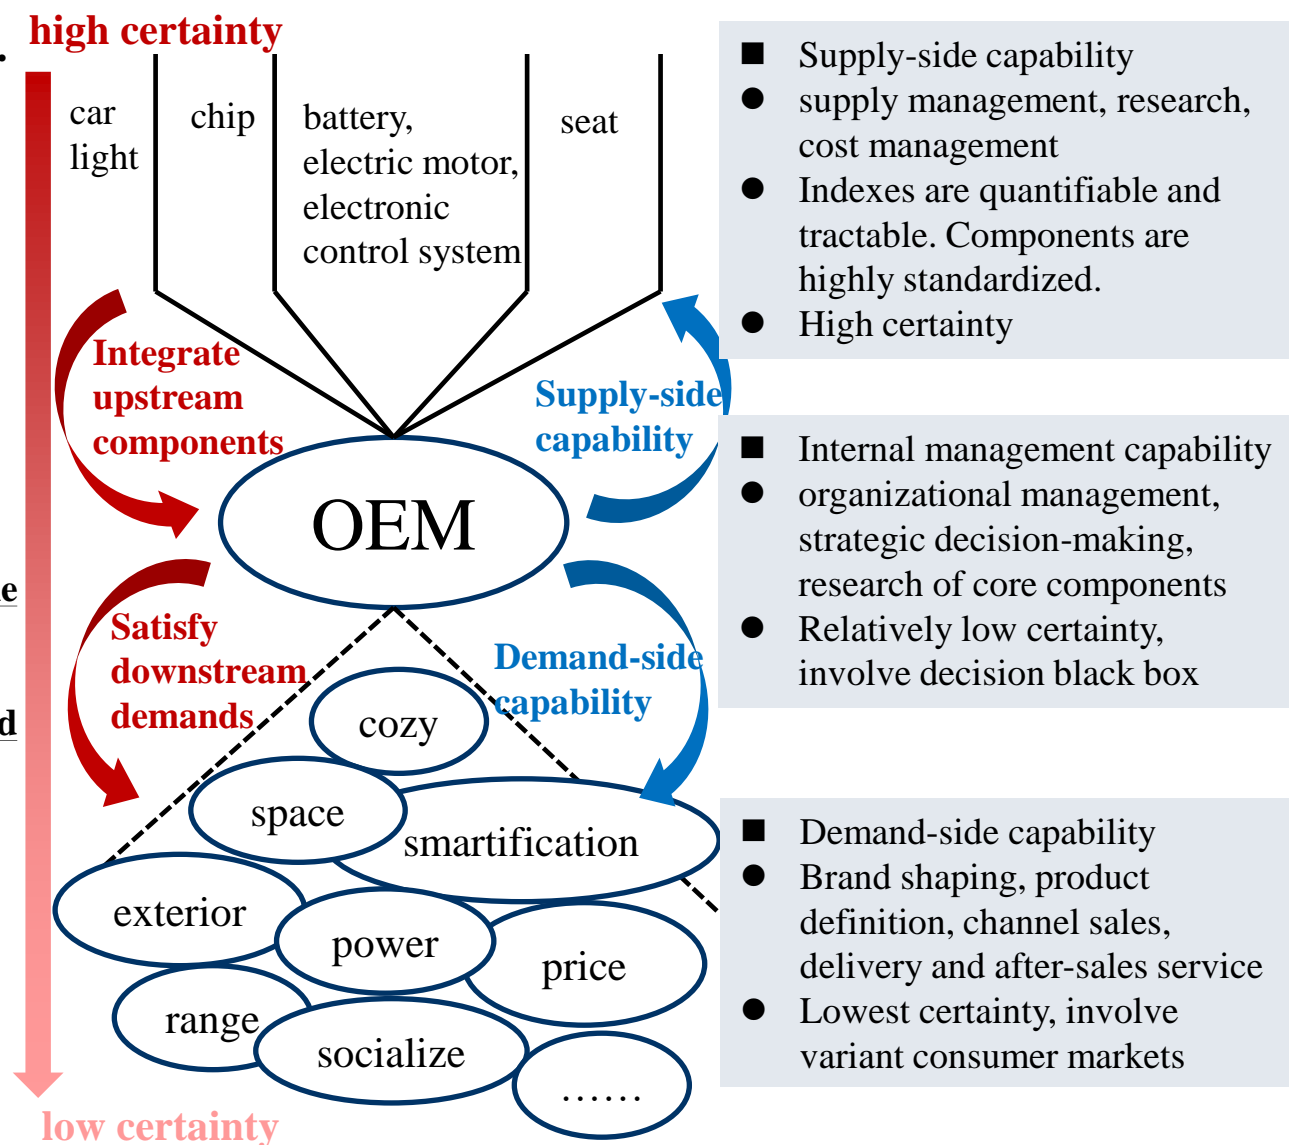 high certainty
car
light
chip
battery,
electric motor,
electronic
control system
seat
Integrate
upstream
components
Supply-side
capability
OEM
Satisfy
downstream
demands
Demand-side
capability
cozy
space
smartification
exterior
power
price
range
socialize
……
low certainty
■ Supply-side capability
● supply management, research,
cost management
● Indexes are quantifiable and
tractable. Components are
highly standardized.
● High certainty
■ Internal management capability
● organizational management,
strategic decision-making,
research of core components
● Relatively low certainty,
involve decision black box
■ Demand-side capability
● Brand shaping, product
definition, channel sales,
delivery and after-sales service
● Lowest certainty, involve
variant consumer markets